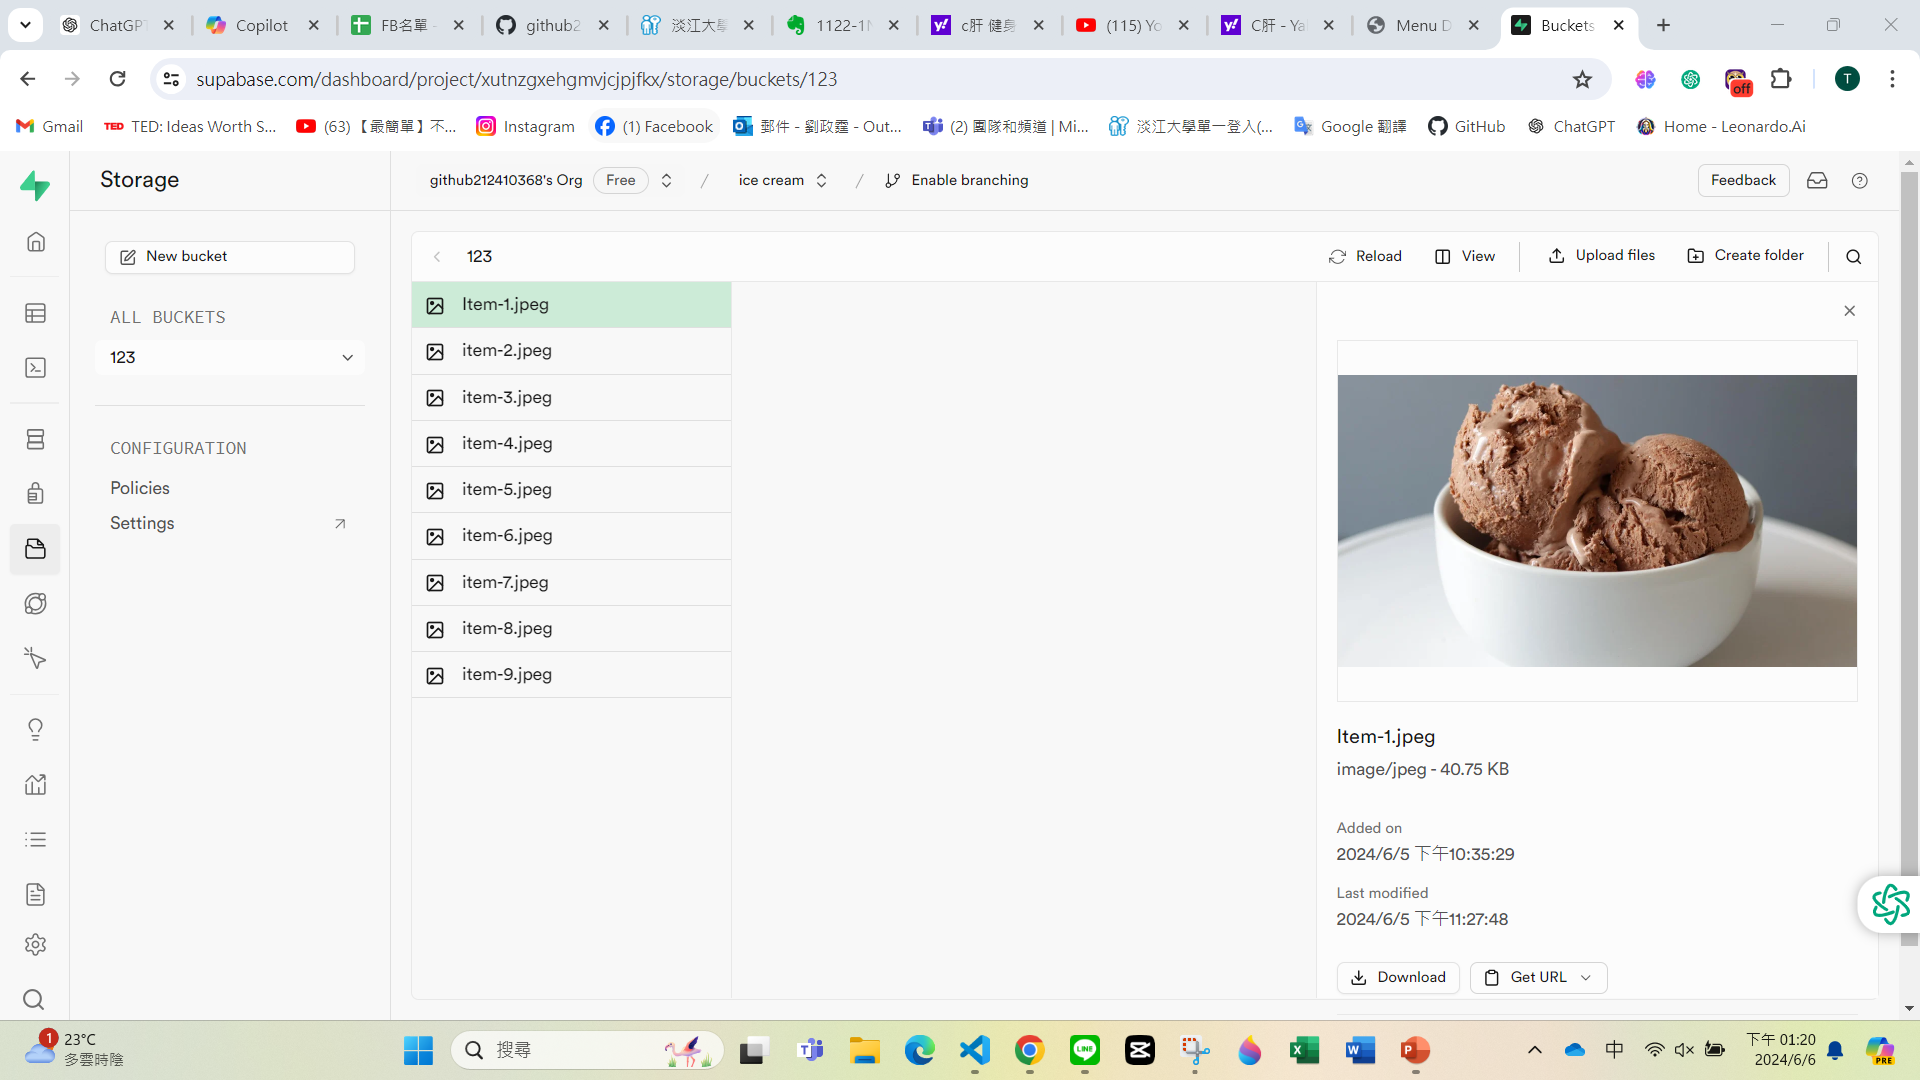 ChatGP
Copilot
FB名單 -
github2
淡江大學
1122-1
c肝 健身
(115) Yo
C肝 - Ya
Menu D
Buckets
supabase.com/dashboard/project/xutnzgxehgmvjcjpjfkx/storage/buckets/123
off
T
Gmail
TED TED: Ideas Worth S...
(63) 【最簡單】不...
Instagram
(1) Facebook
郵件 - 劉政霆 - Out...
(2) 團隊和頻道 | Mi...
淡江大學單一登入(...
Google 翻譯
GitHub
ChatGPT
Home - Leonardo.Ai
Storage
github212410368's Org Free / ice cream / Enable branching
Feedback
New bucket
ALL BUCKETS
123
CONFIGURATION
Policies
Settings
123
Reload
View
Upload files
Create folder
Item-1.jpeg
item-2.jpeg
item-3.jpeg
item-4.jpeg
item-5.jpeg
item-6.jpeg
item-7.jpeg
item-8.jpeg
item-9.jpeg
Item-1.jpeg
image/jpeg - 40.75 KB
Added on
2024/6/5 下午10:35:29
Last modified
2024/6/5 下午11:27:48
Download
Get URL
1
23°C
多雲時陰
搜尋
中
下午 01:20
2024/6/6
PRE